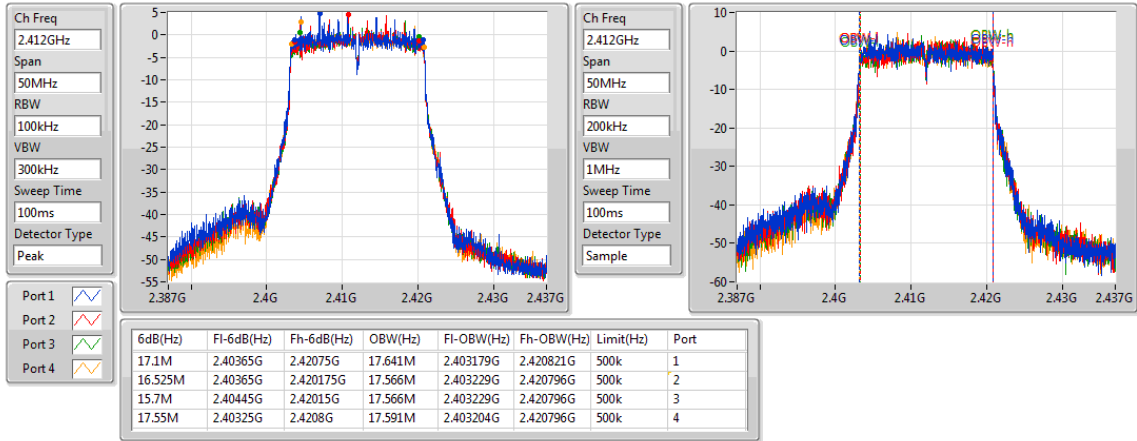 Ch Freq
2.412GHz
Span
50MHz
RBW
100kHz
VBW
300kHz
Sweep Time
100ms
Detector Type
Peak
5
0
-5
-10
-15
-20
-25
-30
-35
-40
-45
-50
-55
2.387G 2.4G 2.41G 2.42G 2.43G 2.437G
Ch Freq
2.412GHz
Span
50MHz
RBW
200kHz
VBW
1MHz
Sweep Time
100ms
Detector Type
Sample
10
0
-10
-20
-30
-40
-50
-60
OBW-l OBW-h
2.387G 2.4G 2.41G 2.42G 2.43G 2.437G
Port 1
Port 2
Port 3
Port 4
6dB(Hz) Fl-6dB(Hz) Fh-6dB(Hz) OBW(Hz) Fl-OBW(Hz) Fh-OBW(Hz) Limit(Hz) Port
17.1M 2.40365G 2.42075G 17.641M 2.403179G 2.420821G 500k 1
16.525M 2.40365G 2.420175G 17.566M 2.403229G 2.420796G 500k 2
15.7M 2.40445G 2.42015G 17.566M 2.403229G 2.420796G 500k 3
17.55M 2.40325G 2.4208G 17.591M 2.403204G 2.420796G 500k 4